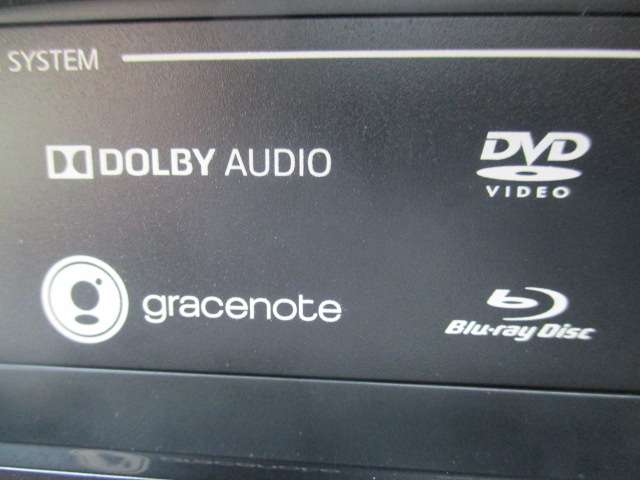 SYSTEM
DOLBY AUDIO
DVD
VIDEO
gracenote
Blu-ray Disc